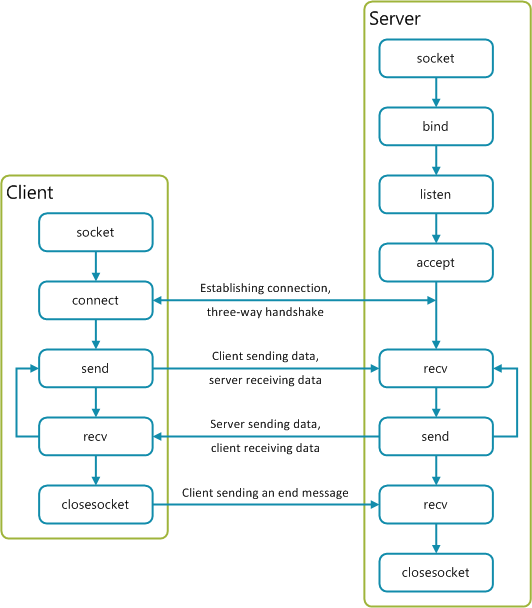 Server
socket
bind
listen
accept
recv
send
recv
closesocket
Client
socket
connect
send
recv
closesocket
Establishing connection,
three-way handshake
Client sending data,
server receiving data
Server sending data,
client receiving data
Client sending an end message